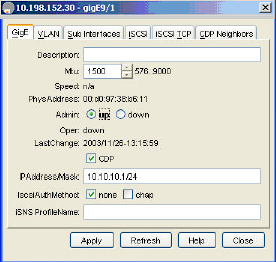 10.198.152.30 - gigE9/1
GigE VLAN Sub Interfaces iSCSI iSCSI TCP CDP Neighbors
Description:
Mtu: 1500 576..9000
Speed: n/a
PhysAddress: 00:c0:97:38:b6:11
Admin: up down
Oper: down
LastChange: 2003/11/26-13:15:59
CDP
IPAddress/Mask: 10.10.10.1/24
IscsiAuthMethod: none chap
iSNS ProfileName:
Apply Refresh Help Close